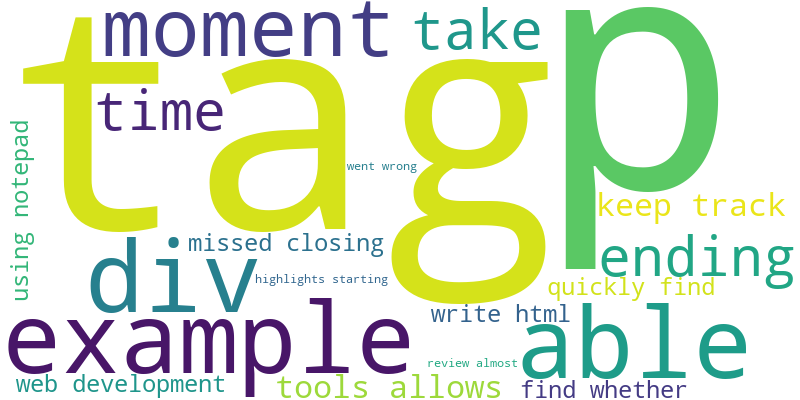 moment
take
tag
p
time
went wrong
using notepad
keep track
missed closing
ending
div
highlights starting
quickly find
write html
example
able
review almost
web development
tools allows
find whether